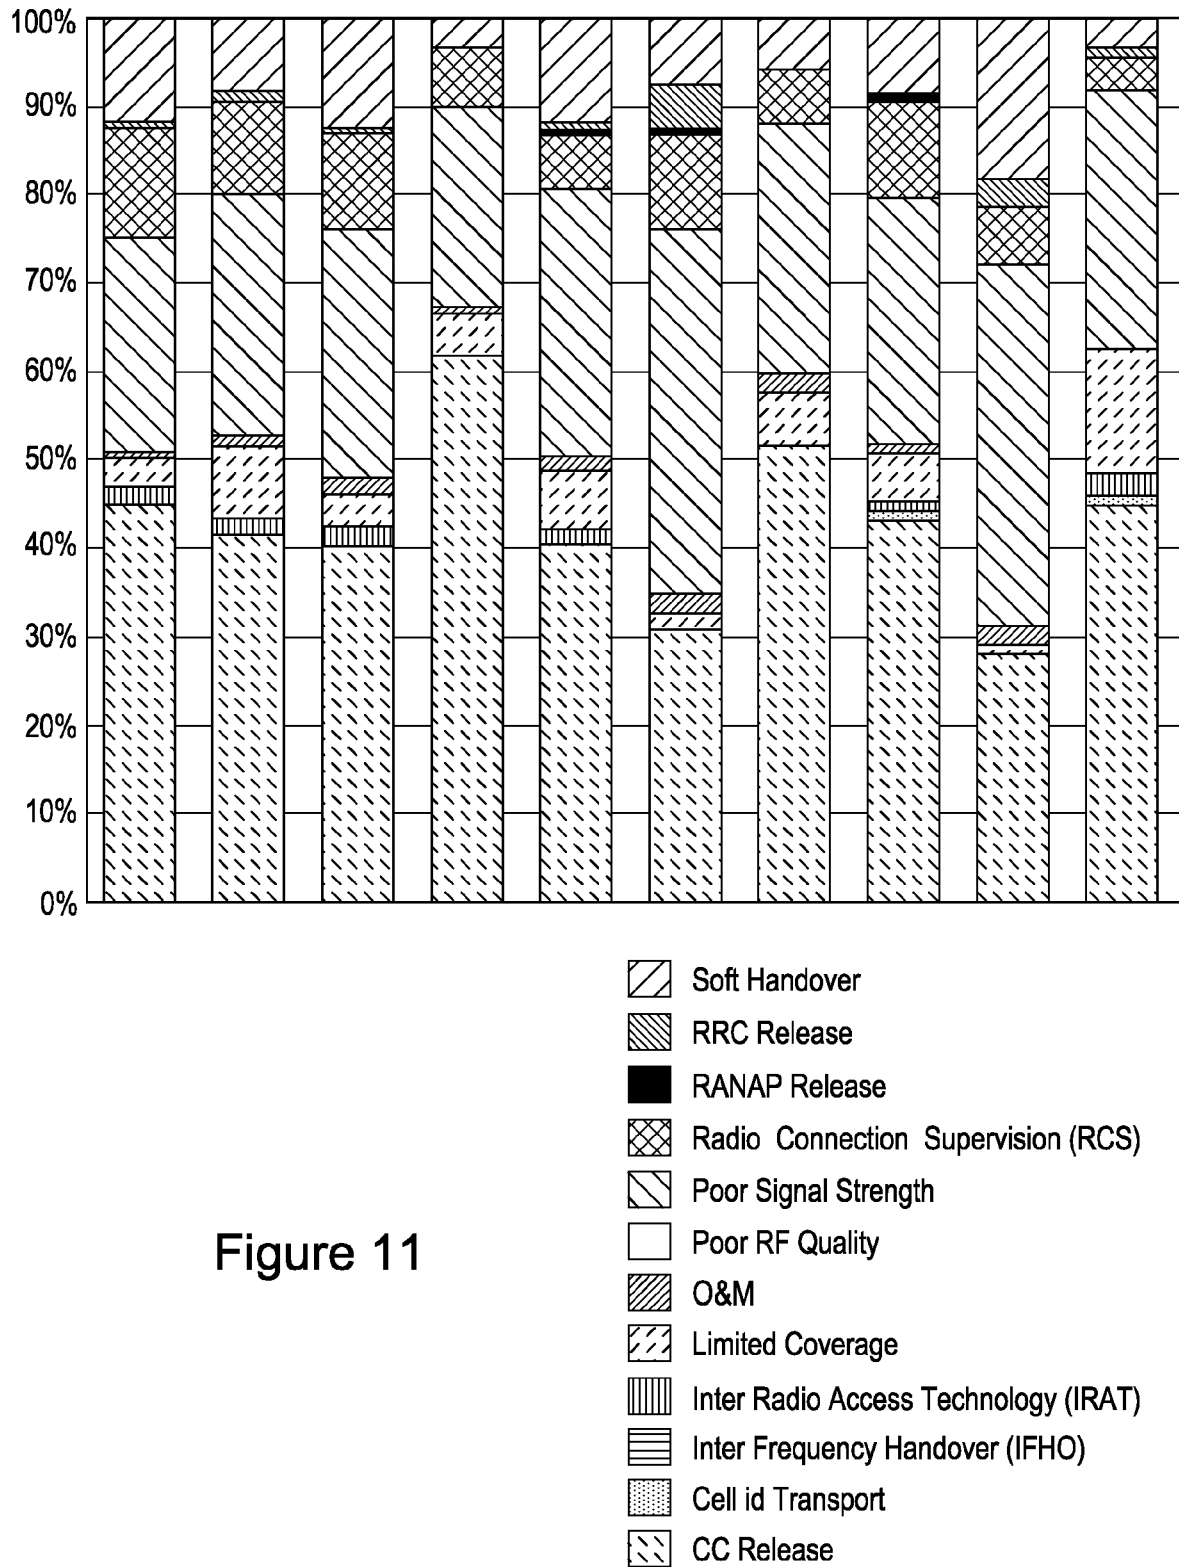 100%
90%
80%
70%
60%
50%
40%
30%
20%
10%
0%
Soft Handover
RRC Release
RANAP Release
Radio Connection Supervision (RCS)
Poor Signal Strength
Poor RF Quality
O&M
Limited Coverage
Inter Radio Access Technology (IRAT)
Inter Frequency Handover (IFHO)
Cell id Transport
CC Release
Figure 11